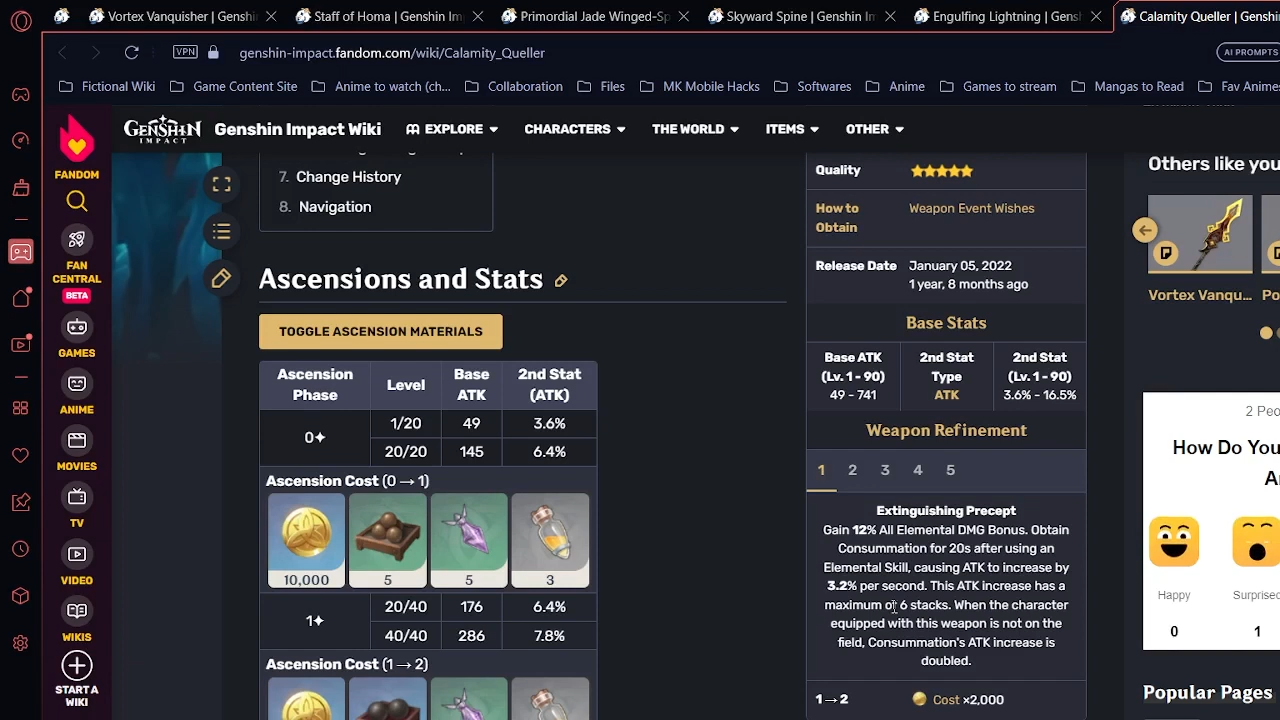 Vortex Vanquisher | Genshi
Staff of Homa | Genshin Im
Primordial Jade Winged-Sp
Skyward Spine | Genshin I
Engulfing Lightning | Gensh
Calamity Queller | Genshi
VPN
genshin-impact.fandom.com/wiki/Calamity_Queller
AI PROMPTS
Fictional Wiki
Game Content Site
Anime to watch (ch...
Collaboration
Files
MK Mobile Hacks
Softwares
Anime
Games to stream
Mangas to Read
Fav Anime
GENSHIN
IMPACT
Genshin Impact Wiki
EXPLORE
CHARACTERS
THE WORLD
ITEMS
OTHER
FANDOM
FAN
CENTRAL
BETA
GAMES
ANIME
MOVIES
TV
VIDEO
WIKIS
START A
WIKI
7. Change History
8. Navigation
Ascensions and Stats
TOGGLE ASCENSION MATERIALS
Ascension Phase Level Base ATK 2nd Stat (ATK)
0✦ 1/20 49 3.6%
20/20 145 6.4%
Ascension Cost (0 → 1)
10,000 5 5 3
1✦ 20/40 176 6.4%
40/40 286 7.8%
Ascension Cost (1 → 2)
Quality
How to Obtain Weapon Event Wishes
Release Date January 05, 2022
1 year, 8 months ago
Base Stats
Base ATK (Lv. 1 - 90) 2nd Stat Type 2nd Stat (Lv. 1 - 90)
49 - 741 ATK 3.6% - 16.5%
Weapon Refinement
1 2 3 4 5
Extinguishing Precept
Gain 12% All Elemental DMG Bonus. Obtain
Consummation for 20s after using an
Elemental Skill, causing ATK to increase by
3.2% per second. This ATK increase has a
maximum of 6 stacks. When the character
equipped with this weapon is not on the
field, Consummation's ATK increase is
doubled.
1 → 2 Cost ×2,000
Others like you
Vortex Vanqu...
Po
2 Peo
How Do You
Ar
Happy
Surprised
0
1
Popular Pages